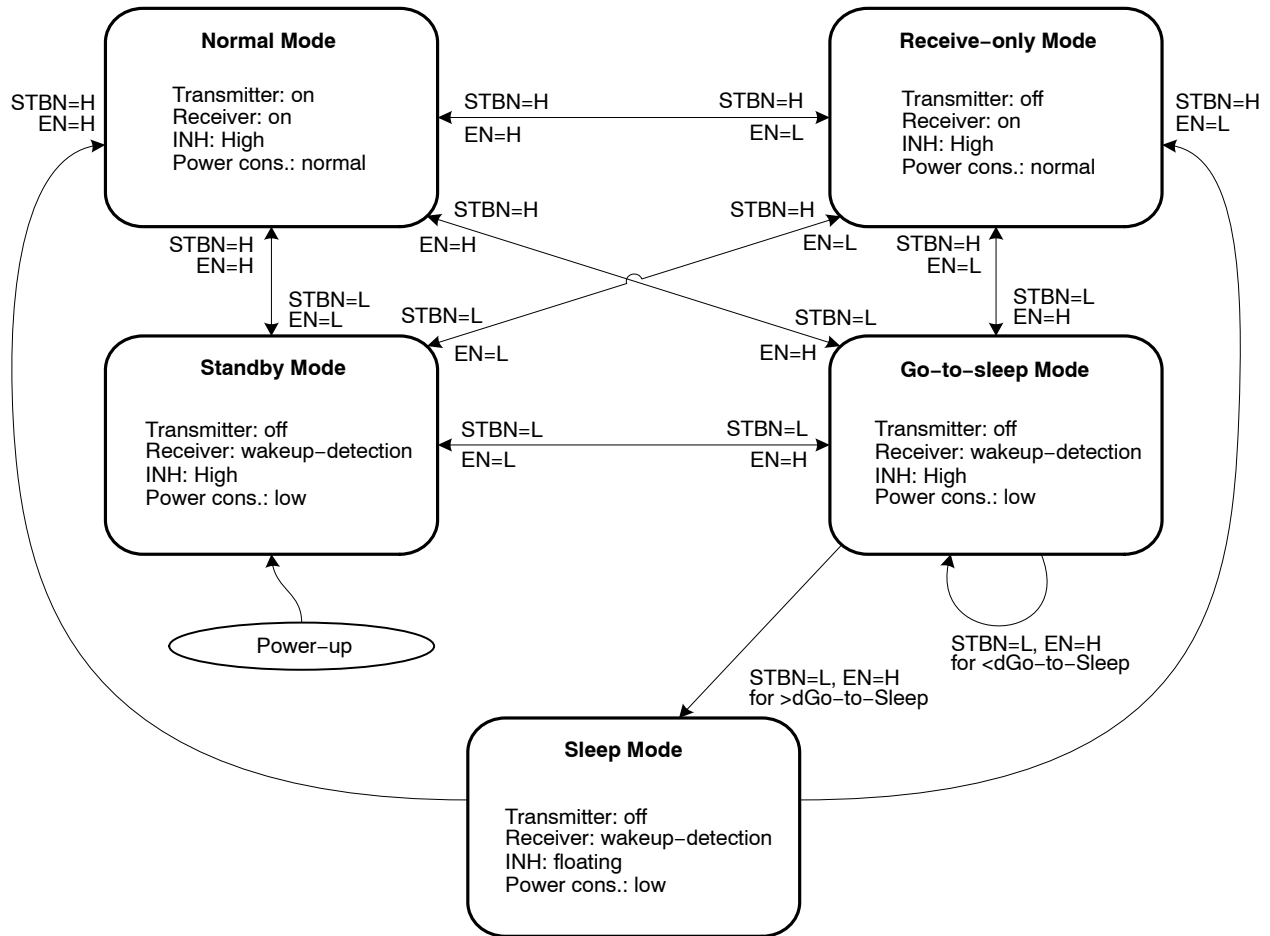 Normal Mode
Transmitter: on
Receiver: on
INH: High
Power cons.: normal
Receive−only Mode
Transmitter: off
Receiver: on
INH: High
Power cons.: normal
STBN=H
EN=H
STBN=H
EN=H
STBN=H
EN=L
STBN=H
EN=L
STBN=H
EN=H
STBN=H
EN=L
STBN=H
EN=H
STBN=L
EN=L
STBN=H
EN=L
STBN=L
EN=H
STBN=L
EN=L
STBN=L
EN=H
Standby Mode
Transmitter: off
Receiver: wakeup−detection
INH: High
Power cons.: low
STBN=L
EN=L
STBN=L
EN=H
Go−to−sleep Mode
Transmitter: off
Receiver: wakeup−detection
INH: High
Power cons.: low
Power−up
STBN=L, EN=H
for <dGo−to−Sleep
STBN=L, EN=H
for >dGo−to−Sleep
Sleep Mode
Transmitter: off
Receiver: wakeup−detection
INH: floating
Power cons.: low